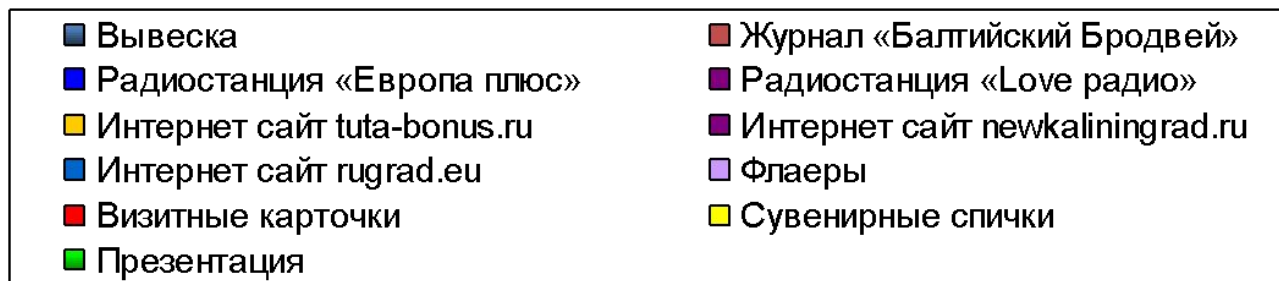 Вывеска
Журнал «Балтийский Бродвей»
Радиостанция «Европа плюс»
Радиостанция «Love радио»
Интернет сайт tuta-bonus.ru
Интернет сайт newkaliningrad.ru
Интернет сайт rugrad.eu
Флаеры
Визитные карточки
Сувенирные спички
Презентация